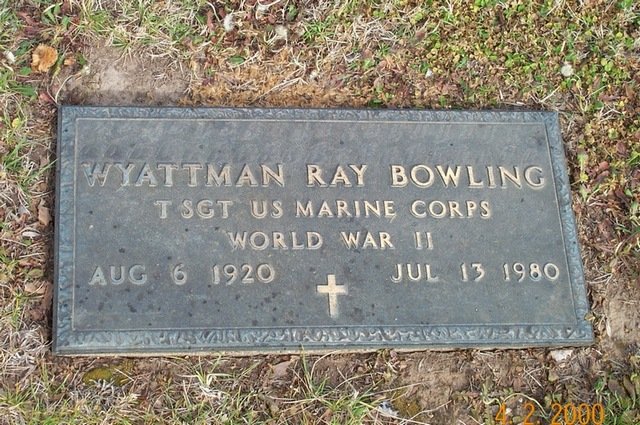 WYATTMAN RAY BOWLING
T SGT US MARINE CORPS
WORLD WAR II
AUG 6 1920 JUL 13 1980
4 2 2000